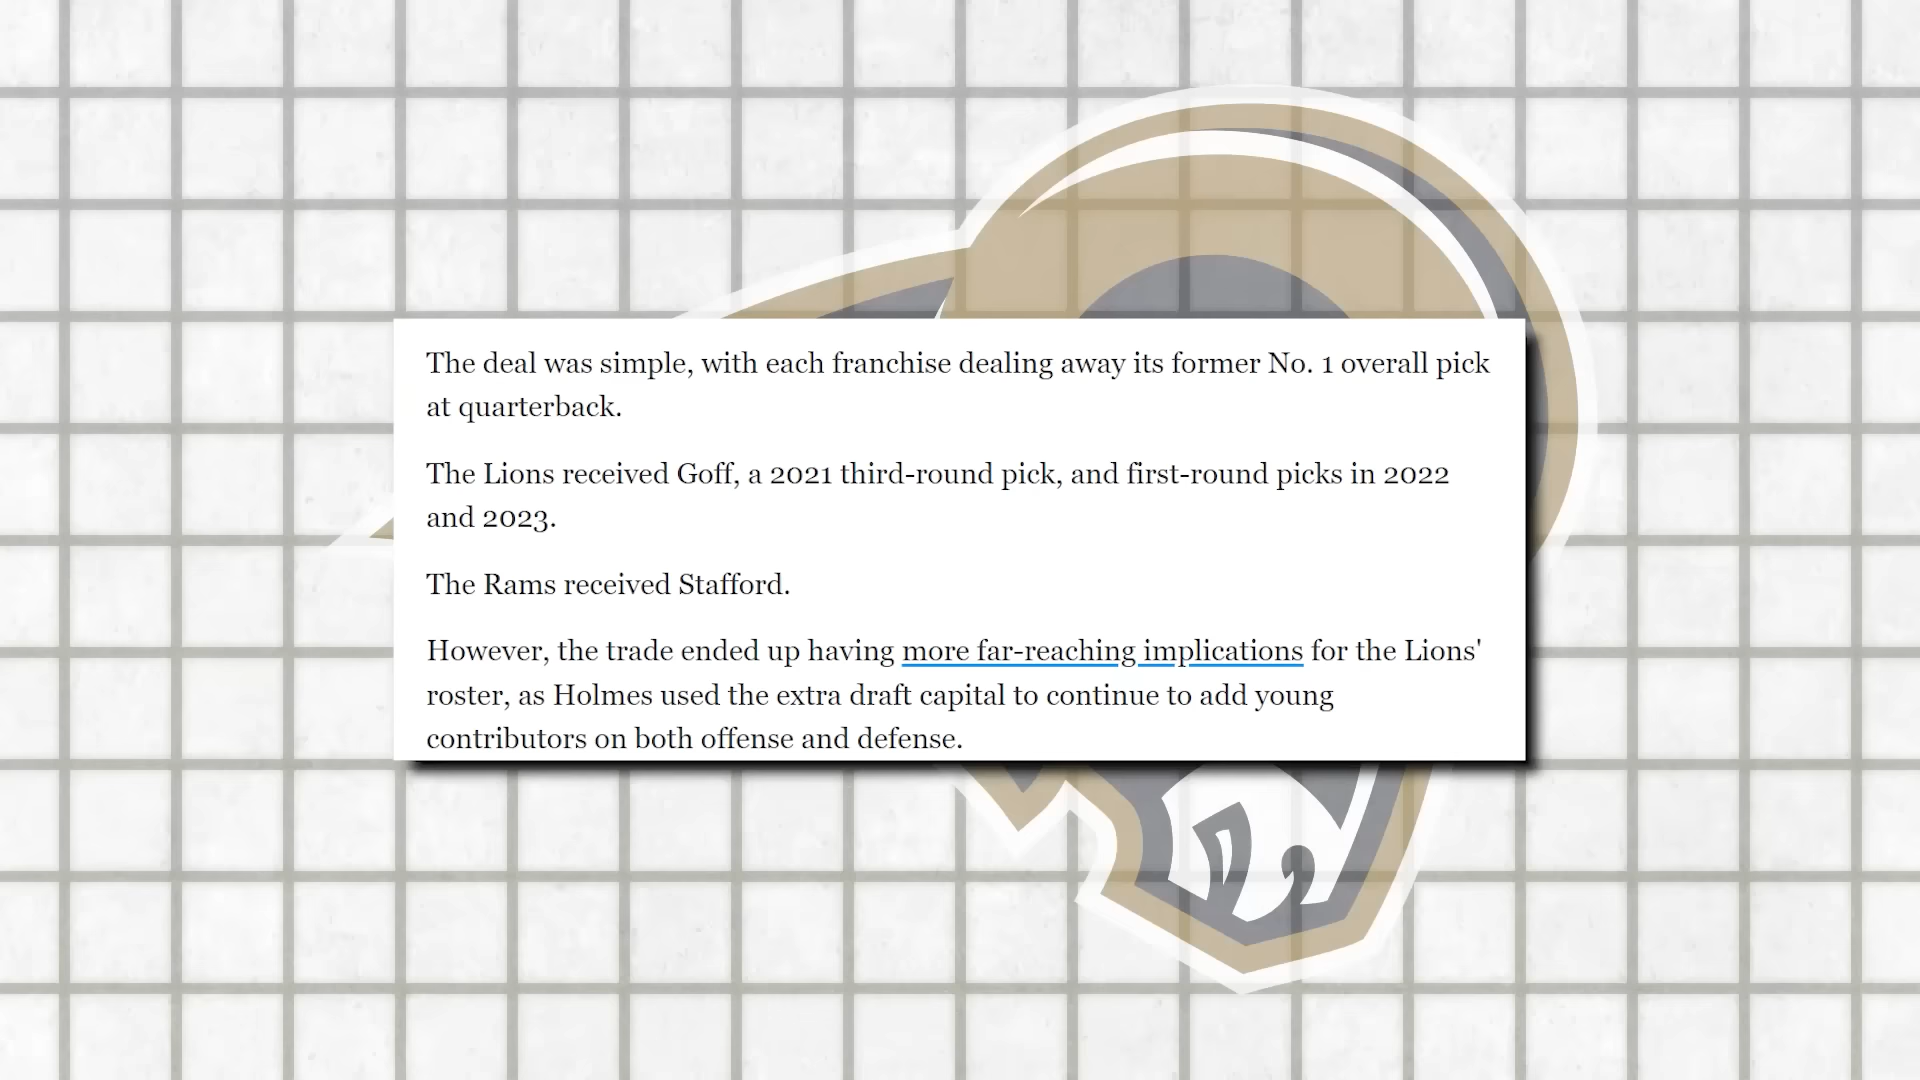 The deal was simple, with each franchise dealing away its former No. 1 overall pick
at quarterback.
The Lions received Goff, a 2021 third-round pick, and first-round picks in 2022
and 2023.
The Rams received Stafford.
However, the trade ended up having more far-reaching implications for the Lions'
roster, as Holmes used the extra draft capital to continue to add young
contributors on both offense and defense.